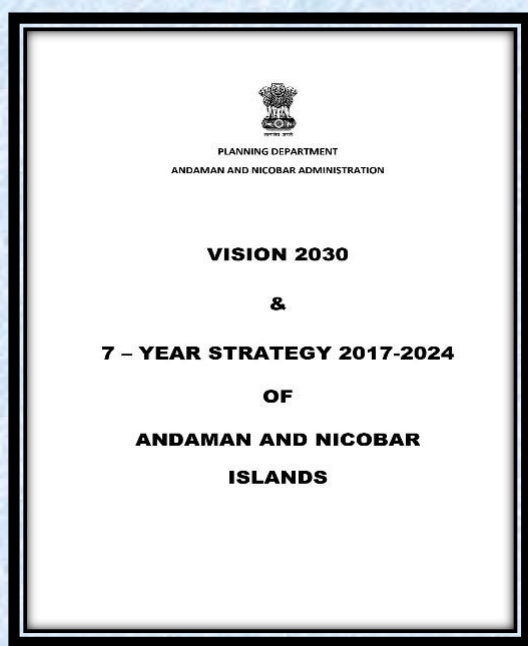 PLANNING DEPARTMENT
ANDAMAN AND NICOBAR ADMINISTRATION
VISION 2030
&
7 – YEAR STRATEGY 2017-2024
OF
ANDAMAN AND NICOBAR
ISLANDS